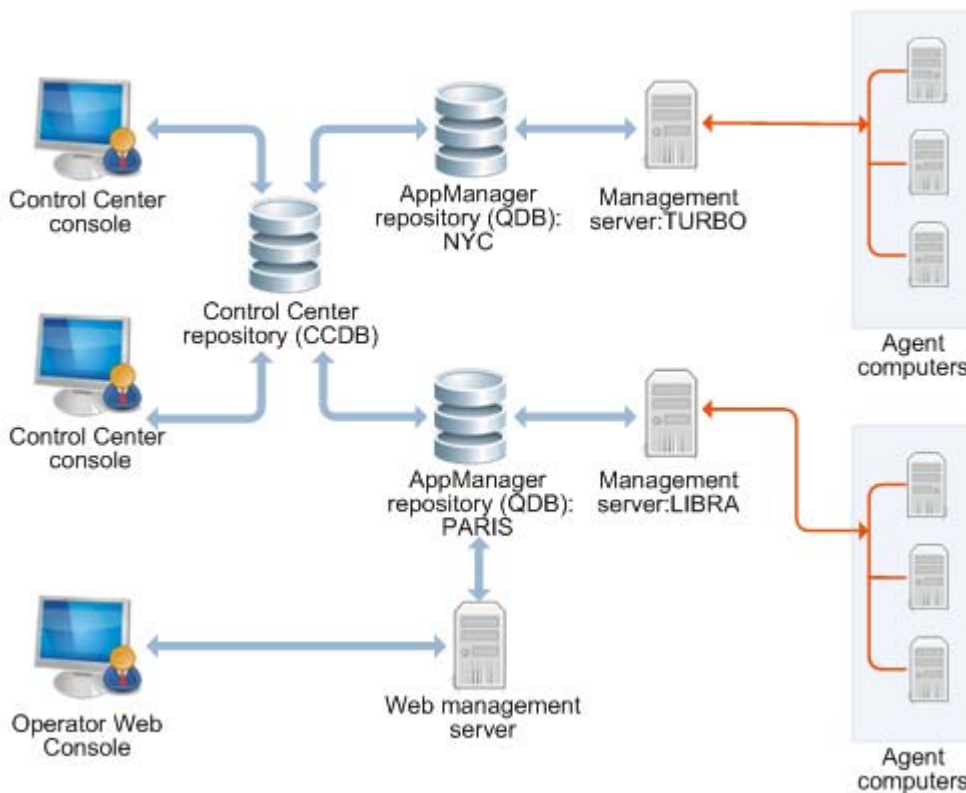 Control Center
console
AppManager
repository (QDB):
NYC
Management
server:TURBO
Control Center
repository (CCDB)
Agent
computers
Control Center
console
AppManager
repository (QDB):
PARIS
Management
server:LIBRA
Operator Web
Console
Web management
server
Agent
computers